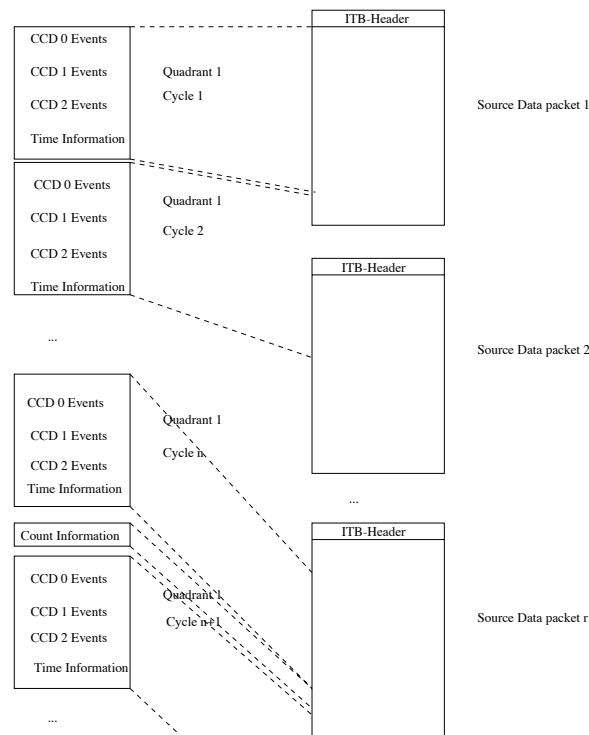 ITB-Header
CCD 0 Events
CCD 1 Events
CCD 2 Events
Time Information
Quadrant 1
Cycle 1
Source Data packet 1
CCD 0 Events
CCD 1 Events
CCD 2 Events
Time Information
Quadrant 1
Cycle 2
ITB-Header
Source Data packet 2
...
CCD 0 Events
CCD 1 Events
CCD 2 Events
Time Information
Quadrant 1
Cycle n
...
Count Information
ITB-Header
CCD 0 Events
CCD 1 Events
CCD 2 Events
Time Information
Quadrant 1
Cycle n+1
Source Data packet r
...